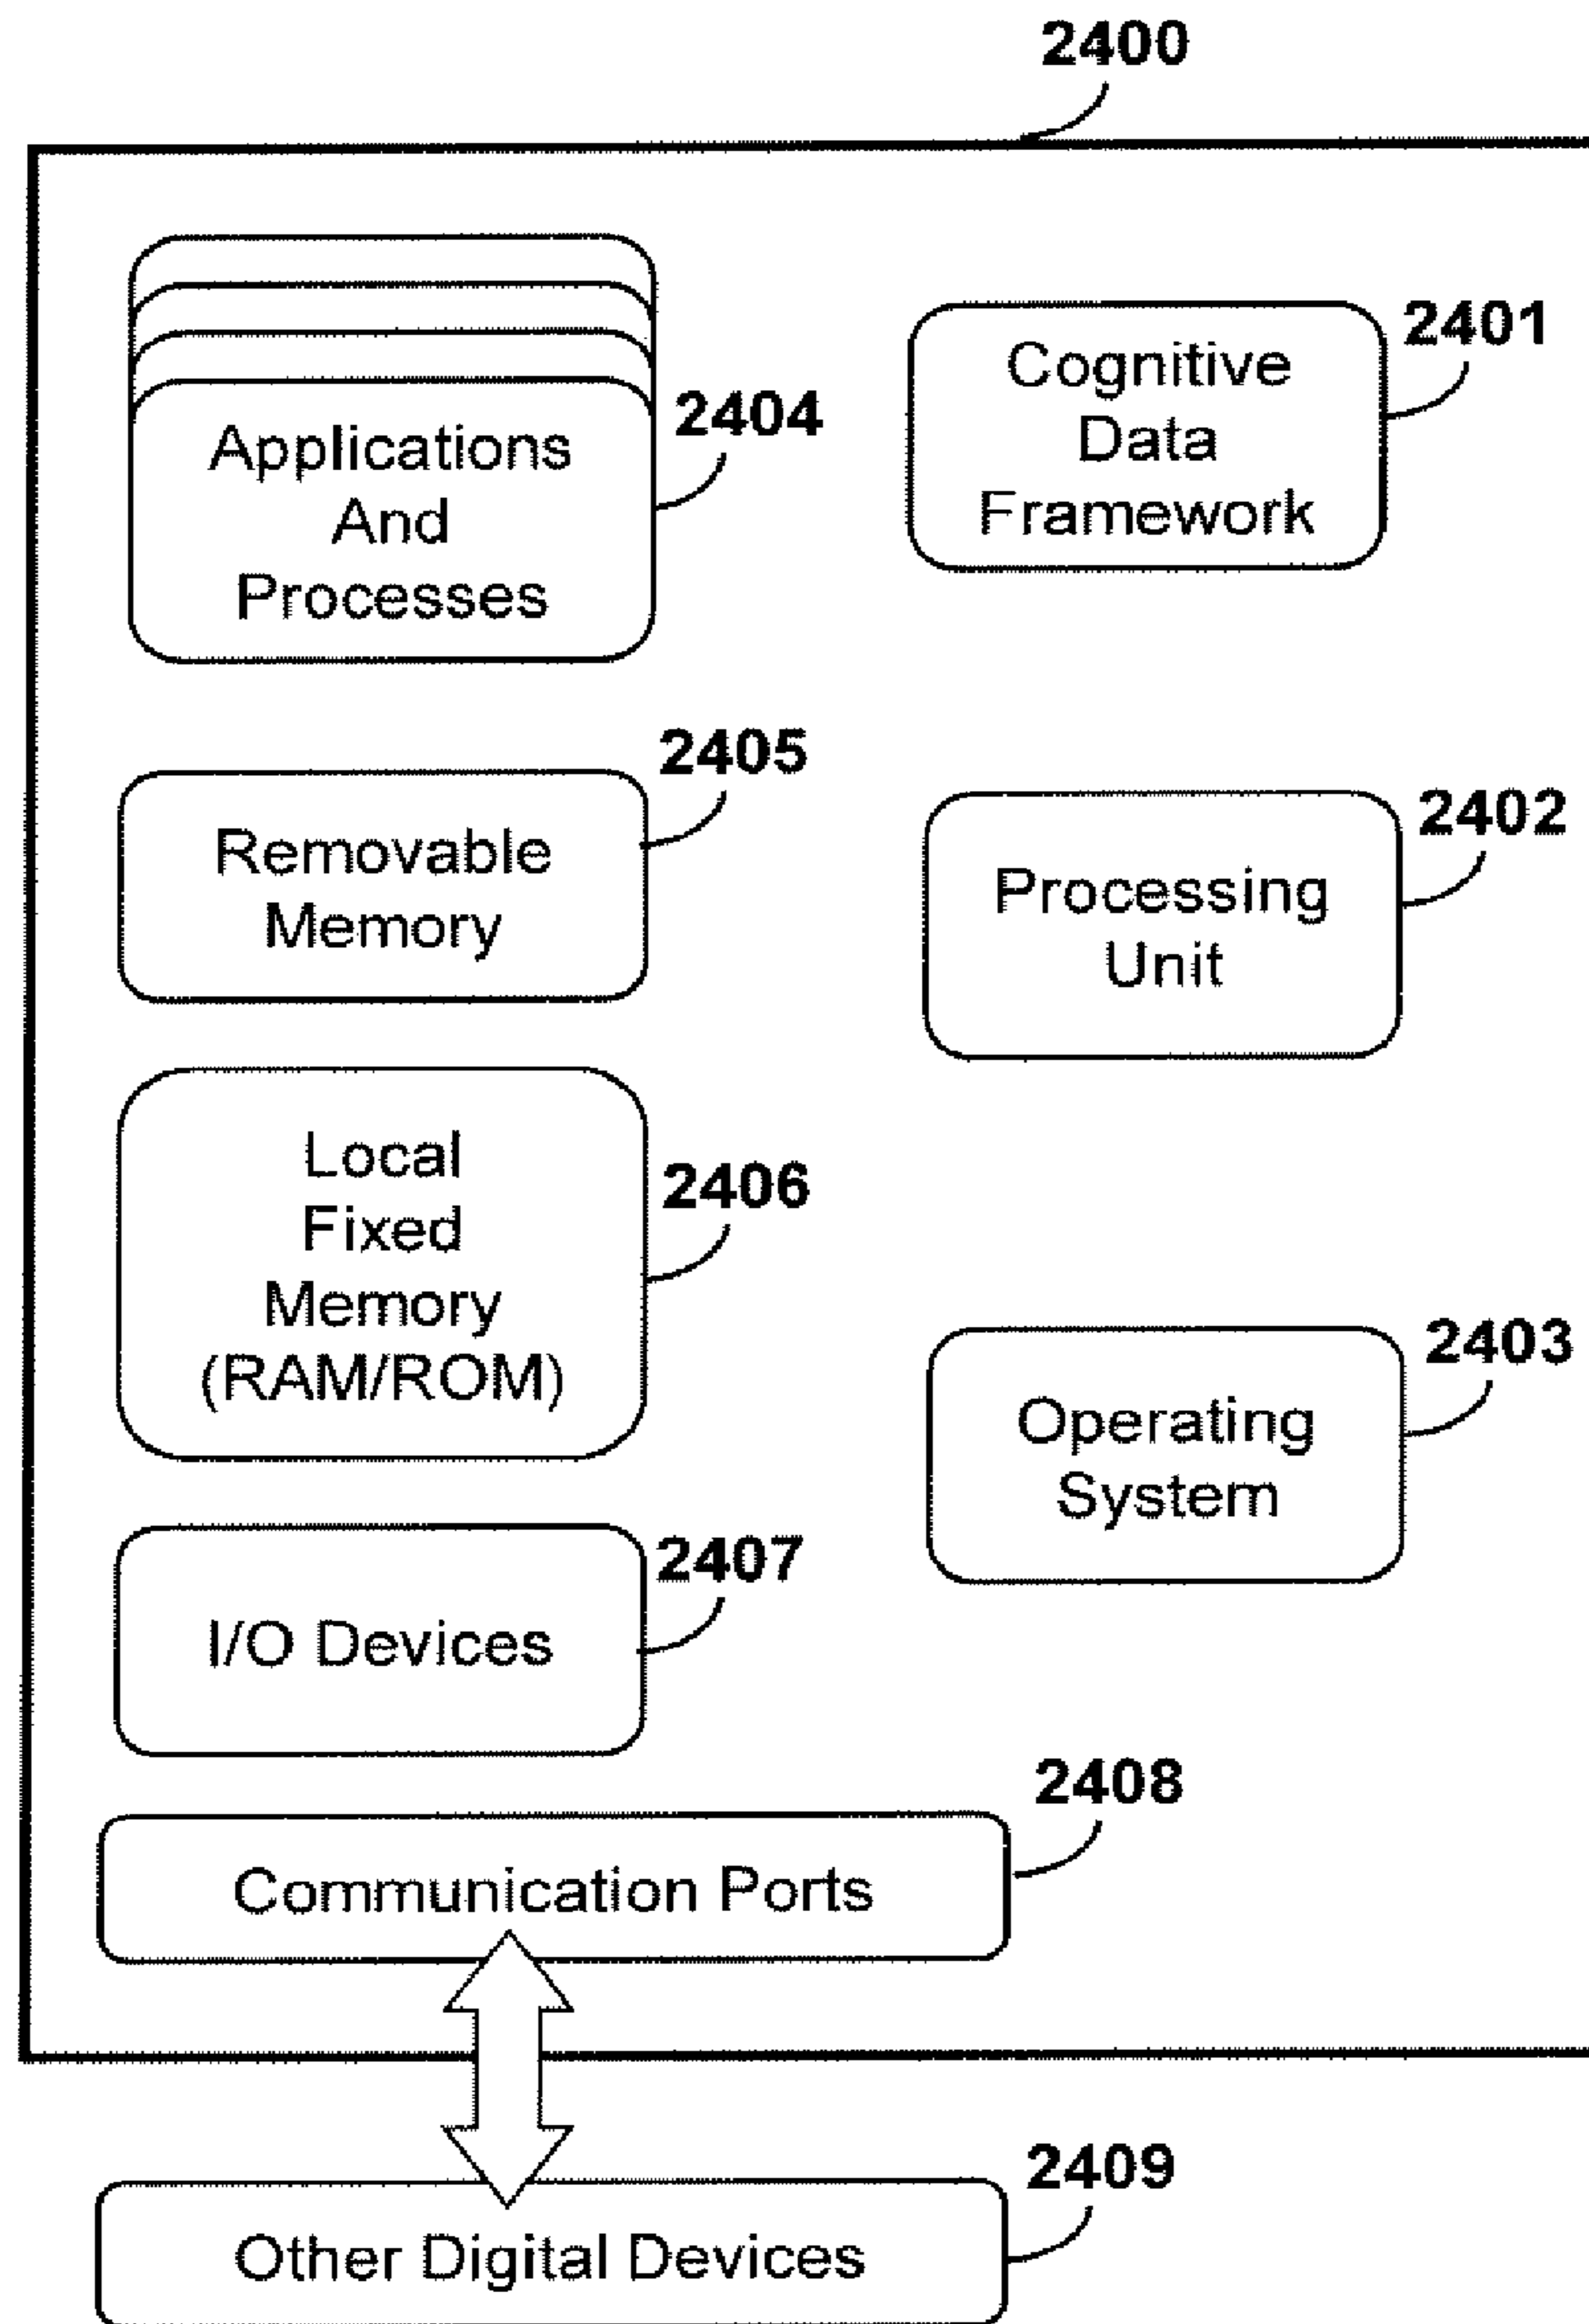 2400
Applications
And
Processes
2404
Cognitive
Data
Framework
2401
Removable
Memory
2405
Processing
Unit
2402
Local
Fixed
Memory
(RAM/ROM)
2406
Operating
System
2403
I/O Devices
2407
Communication Ports
2408
Other Digital Devices
2409